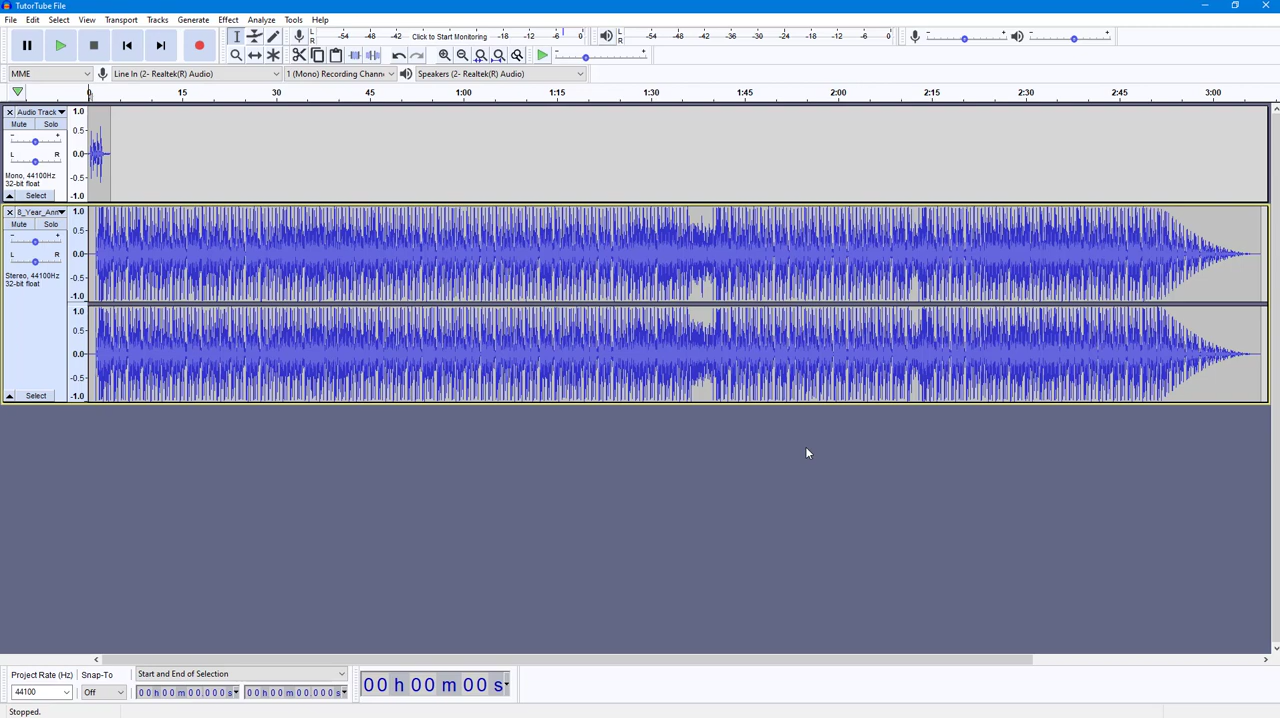 TutorTube File
File Edit Select View Transport Tracks Generate Effect Analyze Tools Help
L R -54 -48 -42 Click to Start Monitoring -18 -12 -6 0
L R -54 -48 -42 -36 -30 -24 -18 -12 -6 0
MME Line In (2- Realtek(R) Audio) 1 (Mono) Recording Chann Speakers (2- Realtek(R) Audio)
0 15 30 45 1:00 1:15 1:30 1:45 2:00 2:15 2:30 2:45 3:00
Audio Track
Mute Solo
- +
L R
Mono, 44100Hz
32-bit float
Select
1.0
0.5
0.0
-0.5
-1.0
8_Year_Ann
Mute Solo
- +
L R
Stereo, 44100Hz
32-bit float
Select
1.0
0.5
0.0
-0.5
-1.0
1.0
0.5
0.0
-0.5
-1.0
Project Rate (Hz) Snap-To Start and End of Selection
44100 Off 00 h 00 m 00.000 s 00 h 00 m 00.000 s
00 h 00 m 00 s
Stopped.